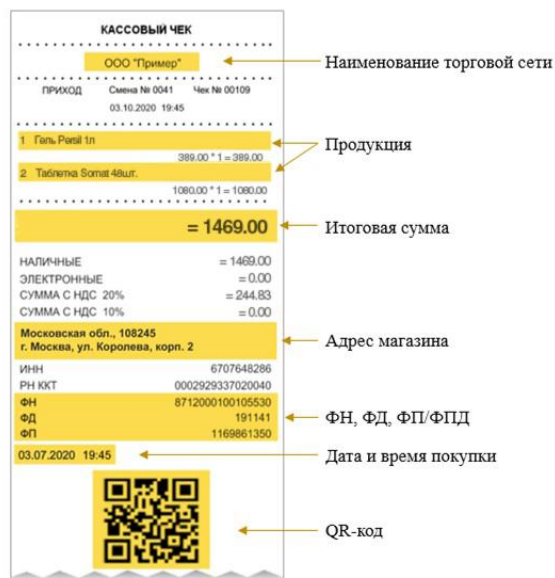 КАССОВЫЙ ЧЕК
ООО "Пример"
Наименование торговой сети
ПРИХОД Смена № 0041 Чек № 00109
03.10.2020 19:45
1 Гель Persil 1л
Продукция
389.00 * 1 = 389.00
2 Таблетка Somat 48шт.
1080.00 * 1 = 1080.00
= 1469.00
Итоговая сумма
НАЛИЧНЫЕ = 1469.00
ЭЛЕКТРОННЫЕ = 0.00
СУММА С НДС 20% = 244.83
СУММА С НДС 10% = 0.00
Московская обл., 108245
г. Москва, ул. Королева, корп. 2
Адрес магазина
ИНН 6707648286
РН ККТ 0002929337020040
ФН 8712000100105530
ФД 191141
ФН, ФД, ФП/ФПД
ФП 1169861350
03.07.2020 19:45
Дата и время покупки
QR-код